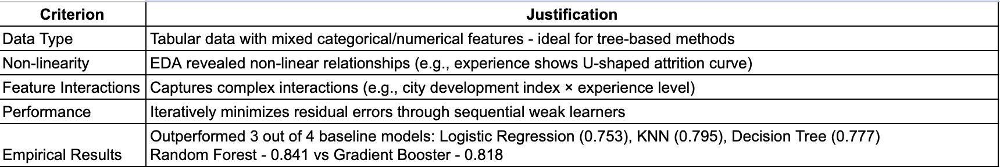 Criterion Justification
Data Type Tabular data with mixed categorical/numerical features - ideal for tree-based methods
Non-linearity EDA revealed non-linear relationships (e.g., experience shows U-shaped attrition curve)
Feature Interactions Captures complex interactions (e.g., city development index × experience level)
Performance Iteratively minimizes residual errors through sequential weak learners
Outperformed 3 out of 4 baseline models: Logistic Regression (0.753), KNN (0.795), Decision Tree (0.777)
Empirical Results Random Forest - 0.841 vs Gradient Booster - 0.818